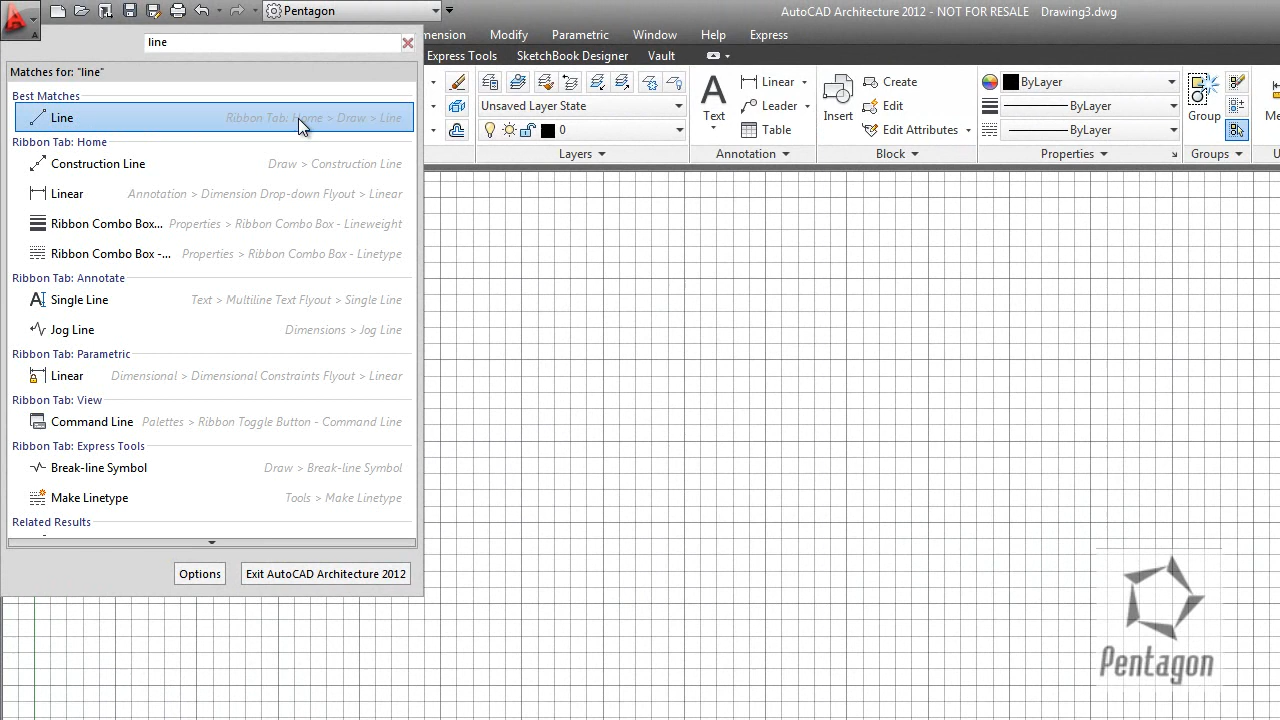 Pentagon
AutoCAD Architecture 2012 - NOT FOR RESALE Drawing3.dwg
mension Modify Parametric Window Help Express
line
Express Tools SketchBook Designer Vault
Matches for: "line"
Best Matches
Line Ribbon Tab: Home > Draw > Line
Ribbon Tab: Home
Construction Line Draw > Construction Line
Linear Annotation > Dimension Drop-down Flyout > Linear
Ribbon Combo Box... Properties > Ribbon Combo Box - Lineweight
Ribbon Combo Box -... Properties > Ribbon Combo Box - Linetype
Ribbon Tab: Annotate
Single Line Text > Multiline Text Flyout > Single Line
Jog Line Dimensions > Jog Line
Ribbon Tab: Parametric
Linear Dimensional > Dimensional Constraints Flyout > Linear
Ribbon Tab: View
Command Line Palettes > Ribbon Toggle Button - Command Line
Ribbon Tab: Express Tools
Break-line Symbol Draw > Break-line Symbol
Make Linetype Tools > Make Linetype
Related Results
Options Exit AutoCAD Architecture 2012
Unsaved Layer State
0
Layers
Text
Linear
Leader
Table
Annotation
Insert
Create
Edit
Edit Attributes
Block
ByLayer
ByLayer
ByLayer
Properties
Group
Groups
Pentagon